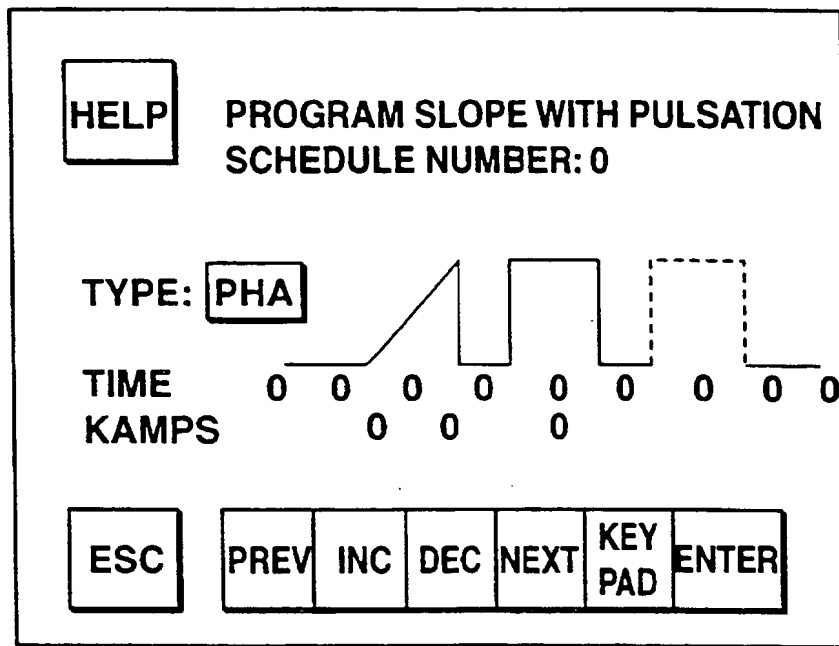 HELP
PROGRAM SLOPE WITH PULSATION
SCHEDULE NUMBER: 0
TYPE: PHA
TIME 0 0 0 0 0 0 0 0 0
KAMPS 0 0 0
ESC PREV INC DEC NEXT KEY PAD ENTER